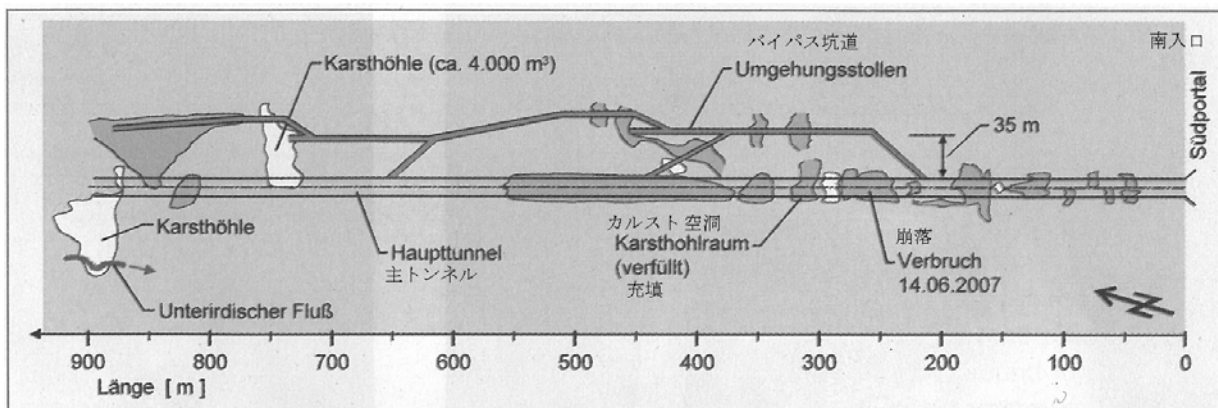 バイパス坑道
南入口
Karsthöhle (ca. 4.000 m³)
Umgehungsstollen
35 m
Südportal
Karsthöhle
Haupttunnel
主トンネル
カルスト空洞
Karsthohlraum
(verfüllt)
充填
崩落
Verbruch
14.06.2007
Unterirdischer Fluß
N
900 800 700 600 500 400 300 200 100 0
Länge [ m ]